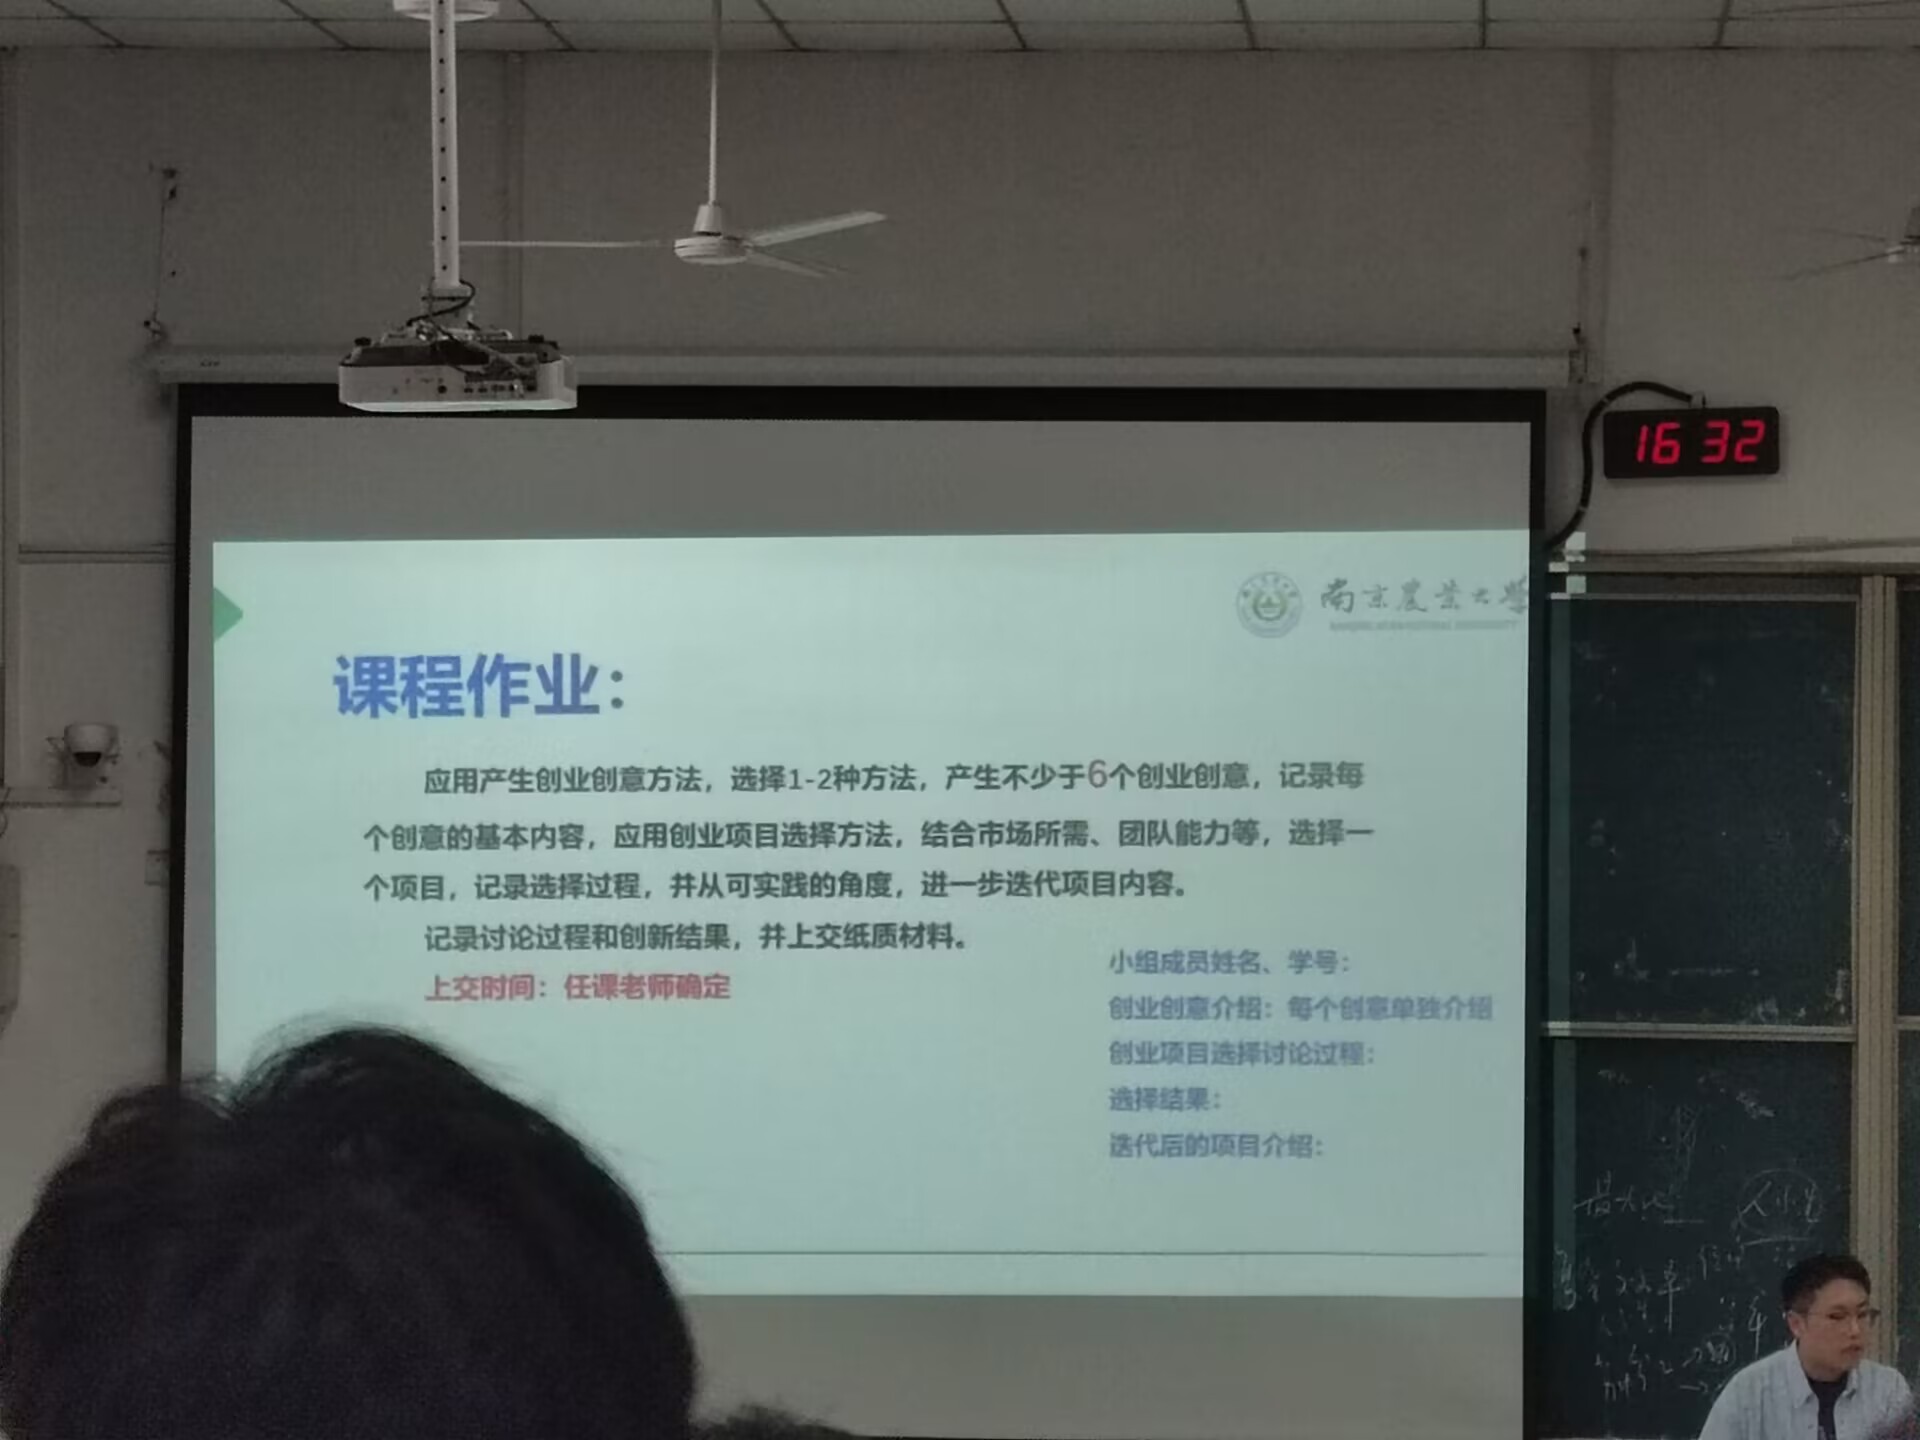 南京农业大学
16 32
课程作业：
应用产生创业创意方法，选择1-2种方法，产生不少于6个创业创意，记录每
个创意的基本内容，应用创业项目选择方法，结合市场所需、团队能力等，选择一
个项目，记录选择过程，并从可实践的角度，进一步迭代项目内容。
记录讨论过程和创新结果，并上交纸质材料。
上交时间：任课老师确定
小组成员姓名、学号：
创业创意介绍：每个创意单独介绍
创业项目选择讨论过程：
选择结果：
迭代后的项目介绍：